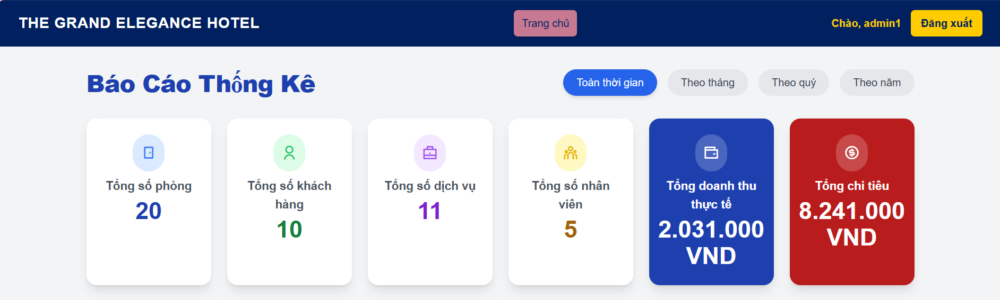 THE GRAND ELEGANCE HOTEL
Trang chủ
Chào, admin1
Đăng xuất
Báo Cáo Thống Kê
Toàn thời gian
Theo tháng
Theo quý
Theo năm
Tổng số phòng
20
Tổng số khách
hàng
10
Tổng số dịch vụ
11
Tổng số nhân
viên
5
Tổng doanh thu
thực tế
2.031.000
VND
Tổng chi tiêu
8.241.000
VND